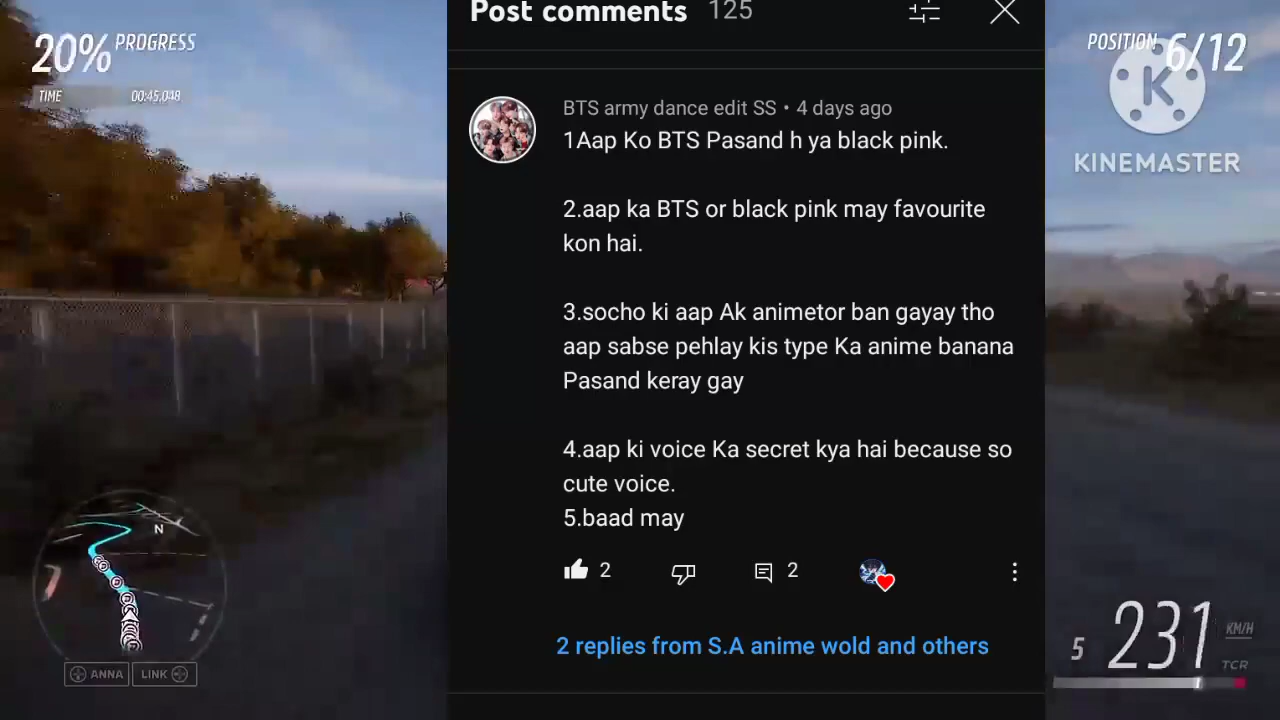 20% PROGRESS
TIME 00:45.048
Post comments 125
BTS army dance edit SS • 4 days ago
1Aap Ko BTS Pasand h ya black pink.
2.aap ka BTS or black pink may favourite
kon hai.
3.socho ki aap Ak animetor ban gayay tho
aap sabse pehlay kis type Ka anime banana
Pasand keray gay
4.aap ki voice Ka secret kya hai because so
cute voice.
5.baad may
2 2
2 replies from S.A anime wold and others
POSITION 6/12
K
KINEMASTER
N
ANNA LINK
5 231 KM/H
TCR